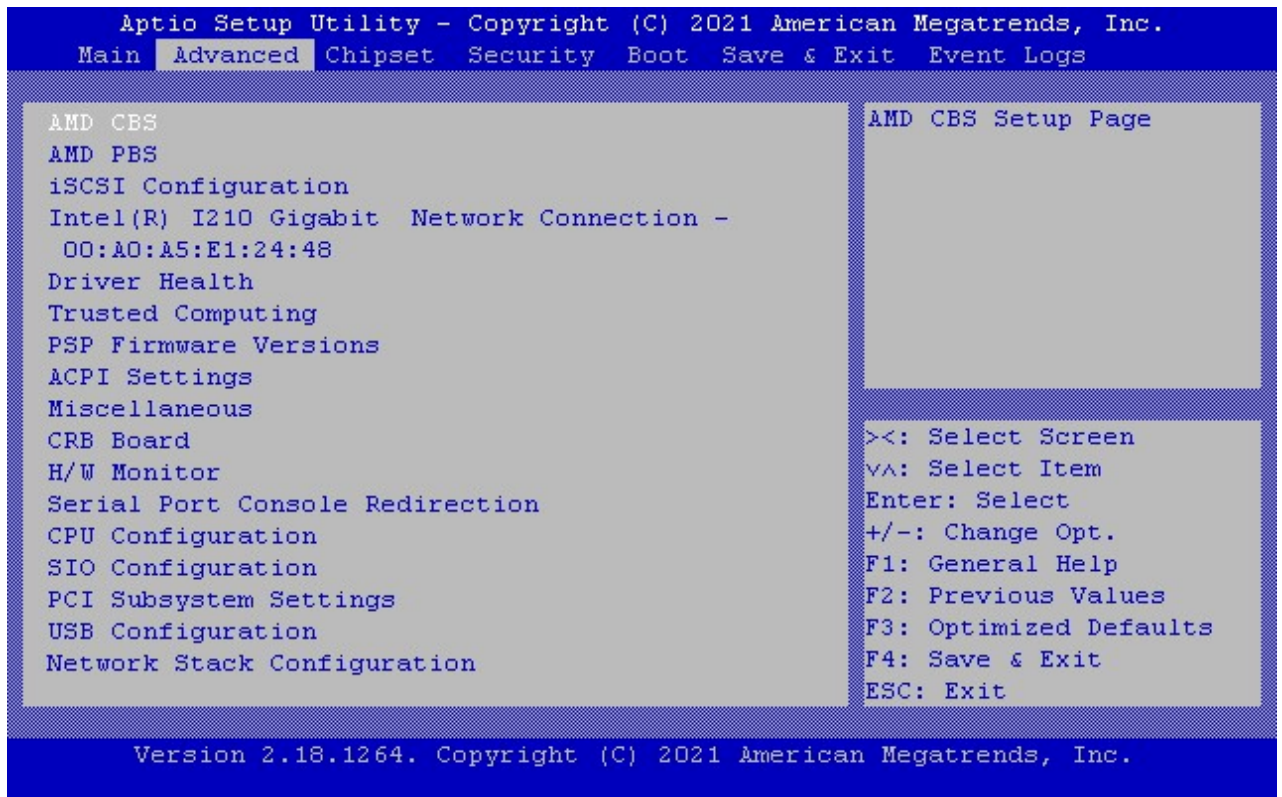 Aptio Setup Utility - Copyright (C) 2021 American Megatrends, Inc.
Main Advanced Chipset Security Boot Save & Exit Event Logs
AMD CBS
AMD PBS
iSCSI Configuration
Intel(R) I210 Gigabit  Network Connection -
00:A0:A5:E1:24:48
Driver Health
Trusted Computing
PSP Firmware Versions
ACPI Settings
Miscellaneous
CRB Board
H/W Monitor
Serial Port Console Redirection
CPU Configuration
SIO Configuration
PCI Subsystem Settings
USB Configuration
Network Stack Configuration
AMD CBS Setup Page
><: Select Screen
v^: Select Item
Enter: Select
+/-: Change Opt.
F1: General Help
F2: Previous Values
F3: Optimized Defaults
F4: Save & Exit
ESC: Exit
Version 2.18.1264. Copyright (C) 2021 American Megatrends, Inc.